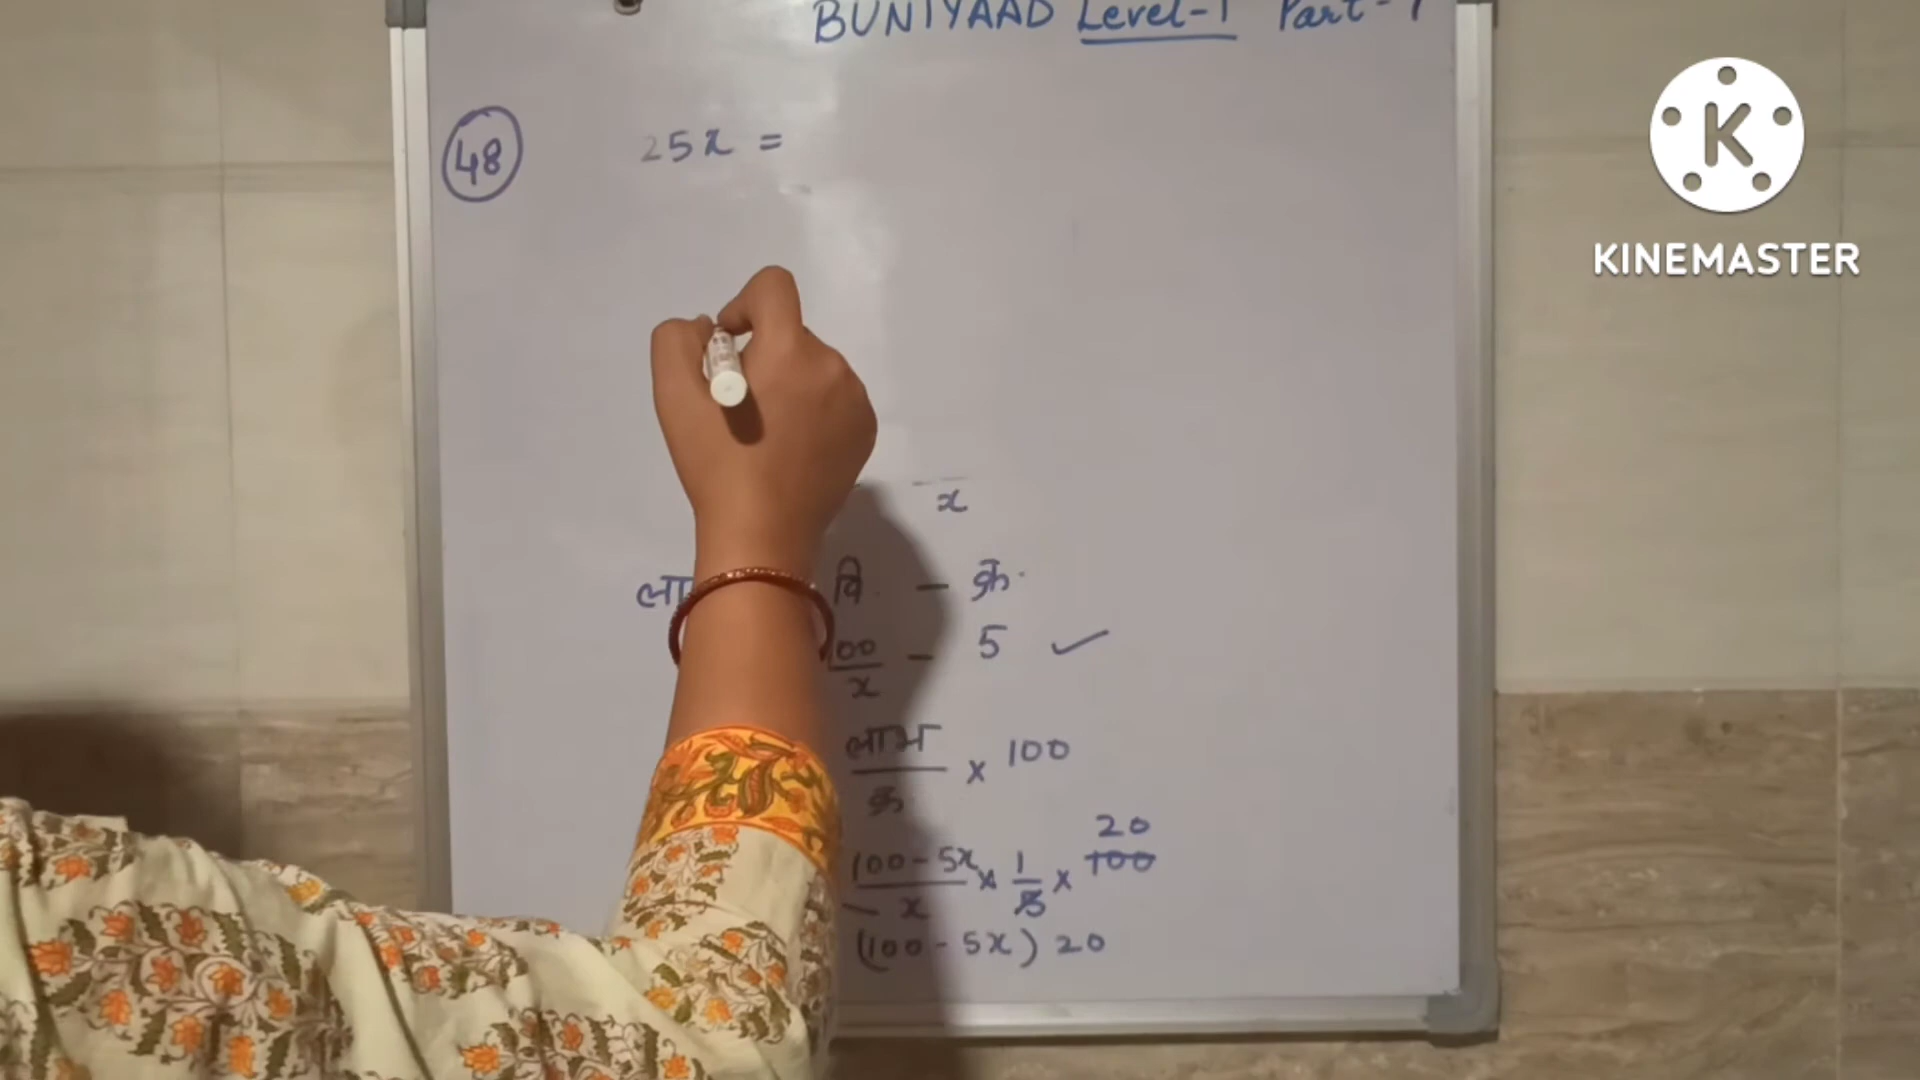 BUNIYAAD Level-1 Part-1
48 25x =
x
वि. - क्र.
00/x - 5 ✓
लाभ/क्र. × 100
100-5x/x × 1/5 × 100 20
(100-5x) 20
KINEMASTER